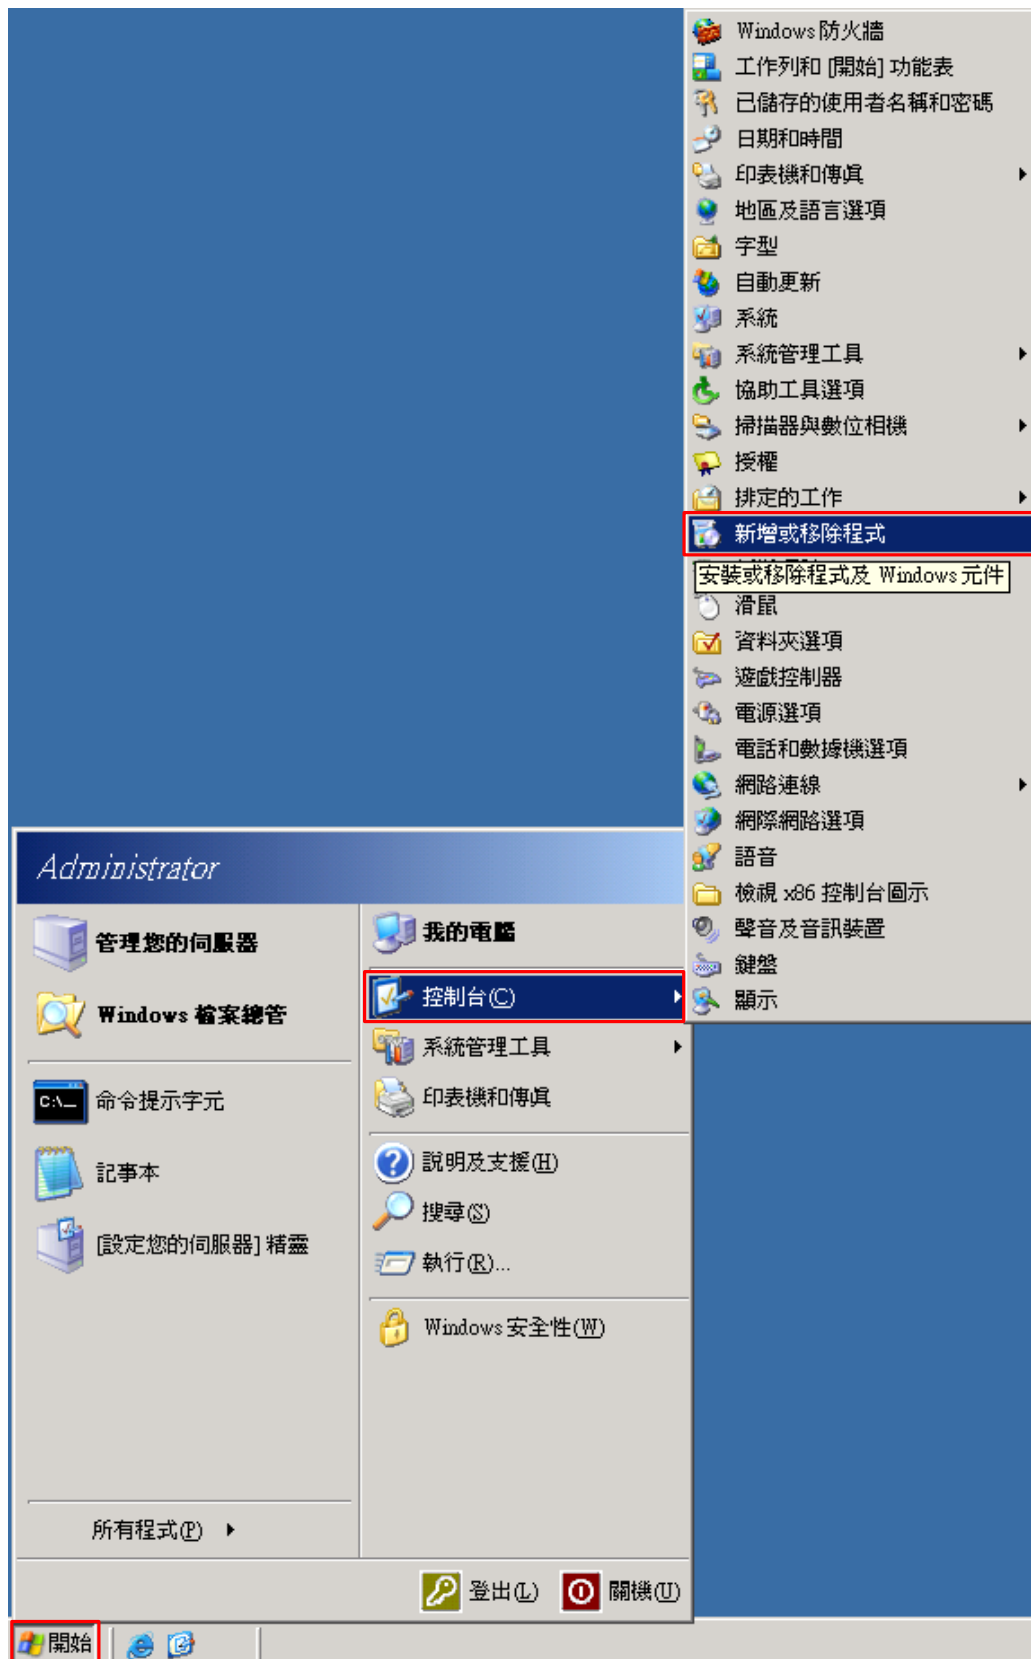 Windows 防火牆
工作列和 [開始] 功能表
已儲存的使用者名稱和密碼
日期和時間
印表機和傳真
地區及語言選項
字型
自動更新
系統
系統管理工具
協助工具選項
掃描器與數位相機
授權
排定的工作
新增或移除程式
安裝或移除程式及 Windows 元件
滑鼠
資料夾選項
遊戲控制器
電源選項
電話和數據機選項
網路連線
網際網路選項
語音
檢視 x86 控制台圖示
聲音及音訊裝置
鍵盤
顯示
Administrator
管理您的伺服器
Windows 檔案總管
C:\_
命令提示字元
記事本
[設定您的伺服器] 精靈
所有程式(P)
我的電腦
控制台(C)
系統管理工具
印表機和傳真
說明及支援(H)
搜尋(S)
執行(R)...
Windows 安全性(W)
登出(L)
關機(U)
開始